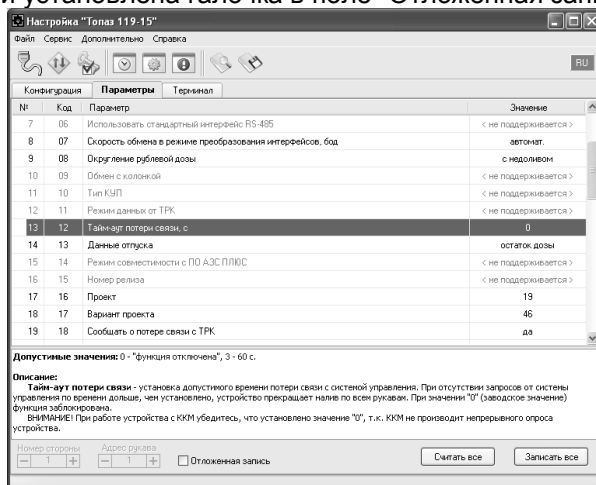 и установлена галочка в поле "Отложенная запи
Настройка "Топаз 119-15"
Файл Сервис Дополнительно Справка
RU
Конфигурация Параметры Терминал
№ Код Параметр Значение
7 06 Использовать стандартный интерфейс RS-485 < не поддерживается >
8 07 Скорость обмена в режиме преобразования интерфейсов, бод автомат.
9 08 Округление рублевой дозы с недоливом
10 09 Обмен с колонкой < не поддерживается >
11 10 Тип КУП < не поддерживается >
12 11 Режим данных от ТРК < не поддерживается >
13 12 Тайм-аут потери связи, с 0
14 13 Данные отпуска остаток дозы
15 14 Режим совместимости с ПО АЗС ПЛЮС < не поддерживается >
16 15 Номер релиза < не поддерживается >
17 16 Проект 19
18 17 Вариант проекта 46
19 18 Сообщать о потере связи с ТРК да
Допустимые значения: 0 - "функция отключена", 3 - 60 с.
Описание:
Тайм-аут потери связи - установка допустимого времени потери связи с системой управления. При отсутствии запросов от системы
управления по времени дольше, чем установлено, устройство прекращает налив по всем рукавам. При значении "0" (заводское значение)
функция заблокирована.
ВНИМАНИЕ! При работе устройства с ККМ убедитесь, что установлено значение "0", т.к. ККМ не производит непрерывного опроса
устройства.
Номер стороны Адрес рукава
1 1 Отложенная запись Считать все Записать все